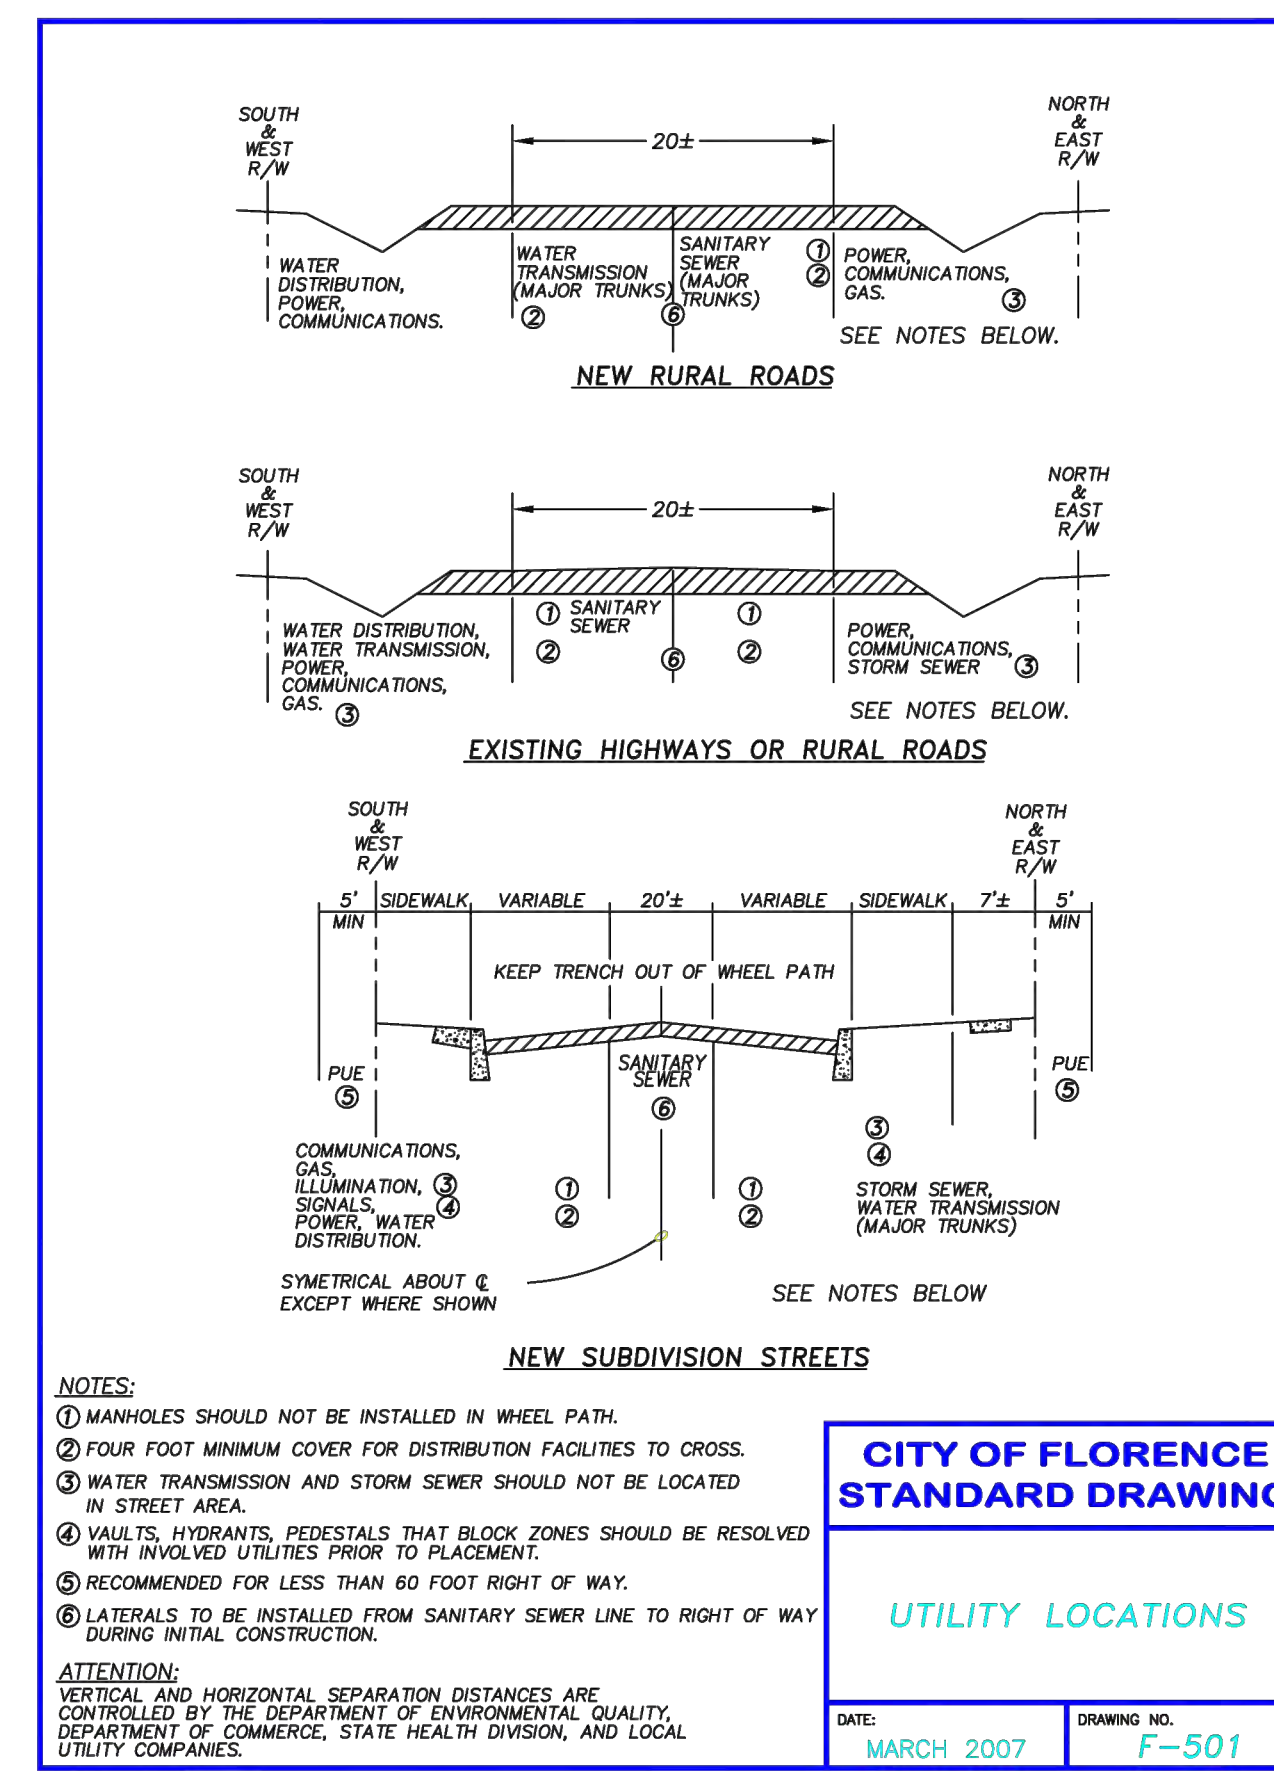 SOUTH
&
WEST
R/W
NORTH
&
EAST
R/W
20±
WATER
DISTRIBUTION,
POWER,
COMMUNICATIONS.
WATER
TRANSMISSION
(MAJOR TRUNKS)
②
SANITARY
SEWER
(MAJOR
TRUNKS)
⑥
①
②
POWER,
COMMUNICATIONS,
GAS.
③
SEE NOTES BELOW.
NEW RURAL ROADS
SOUTH
&
WEST
R/W
NORTH
&
EAST
R/W
20±
WATER DISTRIBUTION,
WATER TRANSMISSION,
POWER,
COMMUNICATIONS,
GAS. ③
① SANITARY
SEWER
②
⑥
①
②
POWER,
COMMUNICATIONS,
STORM SEWER ③
SEE NOTES BELOW.
EXISTING HIGHWAYS OR RURAL ROADS
SOUTH
&
WEST
R/W
NORTH
&
EAST
R/W
5' SIDEWALK VARIABLE 20'± VARIABLE SIDEWALK 7'± 5'
MIN MIN
KEEP TRENCH OUT OF WHEEL PATH
PUE
⑤
SANITARY
SEWER
⑥
PUE
⑤
COMMUNICATIONS,
GAS,
ILLUMINATION, ③
SIGNALS, ④
POWER, WATER
DISTRIBUTION.
①
②
①
②
③
④
STORM SEWER,
WATER TRANSMISSION
(MAJOR TRUNKS)
SYMETRICAL ABOUT ℄
EXCEPT WHERE SHOWN
SEE NOTES BELOW
NEW SUBDIVISION STREETS
NOTES:
① MANHOLES SHOULD NOT BE INSTALLED IN WHEEL PATH.
② FOUR FOOT MINIMUM COVER FOR DISTRIBUTION FACILITIES TO CROSS.
③ WATER TRANSMISSION AND STORM SEWER SHOULD NOT BE LOCATED
IN STREET AREA.
④ VAULTS, HYDRANTS, PEDESTALS THAT BLOCK ZONES SHOULD BE RESOLVED
WITH INVOLVED UTILITIES PRIOR TO PLACEMENT.
⑤ RECOMMENDED FOR LESS THAN 60 FOOT RIGHT OF WAY.
⑥ LATERALS TO BE INSTALLED FROM SANITARY SEWER LINE TO RIGHT OF WAY
DURING INITIAL CONSTRUCTION.
ATTENTION:
VERTICAL AND HORIZONTAL SEPARATION DISTANCES ARE
CONTROLLED BY THE DEPARTMENT OF ENVIRONMENTAL QUALITY,
DEPARTMENT OF COMMERCE, STATE HEALTH DIVISION, AND LOCAL
UTILITY COMPANIES.
CITY OF FLORENCE
STANDARD DRAWING
UTILITY LOCATIONS
DATE:
MARCH 2007
DRAWING NO.
F-501